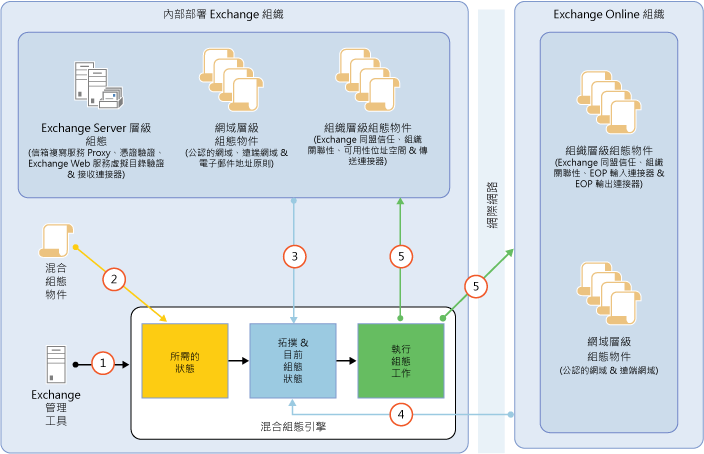 內部部署 Exchange 組織
Exchange Server 層級
組態
(信箱複寫服務 Proxy、憑證驗證、
Exchange Web 服務虛擬目錄驗證
& 接收連接器)
網域層級
組態物件
(公認的網域、遠端網域 &
電子郵件地址原則)
組織層級組態物件
(Exchange 同盟信任、組織
關聯性、可用性位址空間 & 傳
送連接器)
混合
組態
物件
2
3
5
1
Exchange
管理
工具
所需的
狀態
拓撲 &
目前
組態
狀態
執行
組態
工作
4
混合組態引擎
網際網路
5
Exchange Online 組織
組織層級組態物件
(Exchange 同盟信任、組織
關聯性、EOP 輸入連接器 &
EOP 輸出連接器)
網域層級
組態物件
(公認的網域 & 遠端網域)